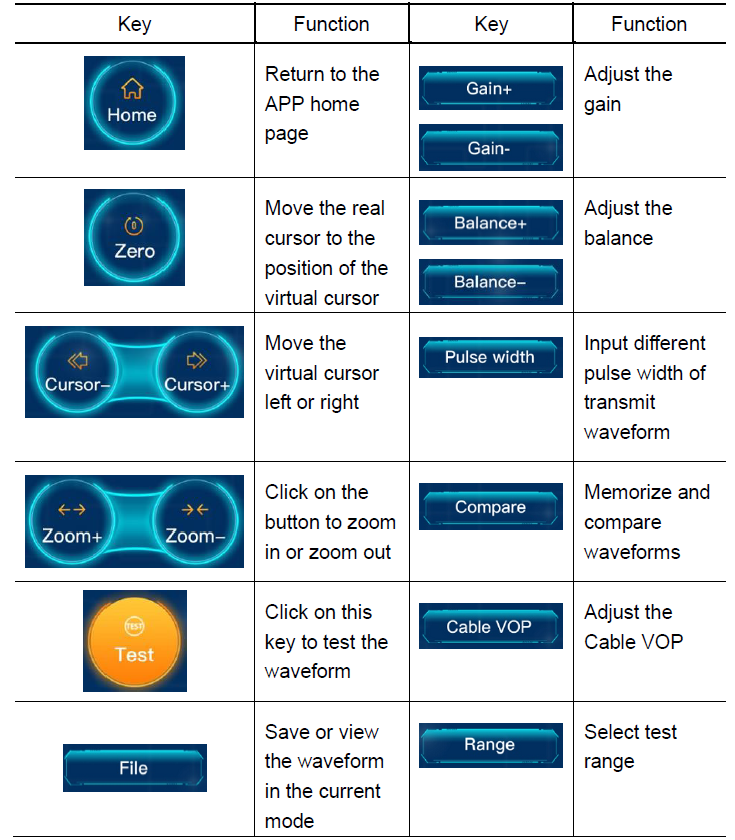 Key Function Key Function
Home
Return to the
APP home
page
Gain+
Gain-
Adjust the
gain
0
Zero
Move the real
cursor to the
position of the
virtual cursor
Balance+
Balance−
Adjust the
balance
Cursor− Cursor+
Move the
virtual cursor
left or right
Pulse width
Input different
pulse width of
transmit
waveform
Zoom+ Zoom−
Click on the
button to zoom
in or zoom out
Compare
Memorize and
compare
waveforms
TEST
Test
Click on this
key to test the
waveform
Cable VOP
Adjust the
Cable VOP
File
Save or view
the waveform
in the current
mode
Range
Select test
range